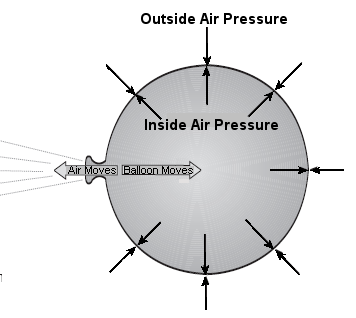 Outside Air Pressure
Inside Air Pressure
Air Moves
Balloon Moves